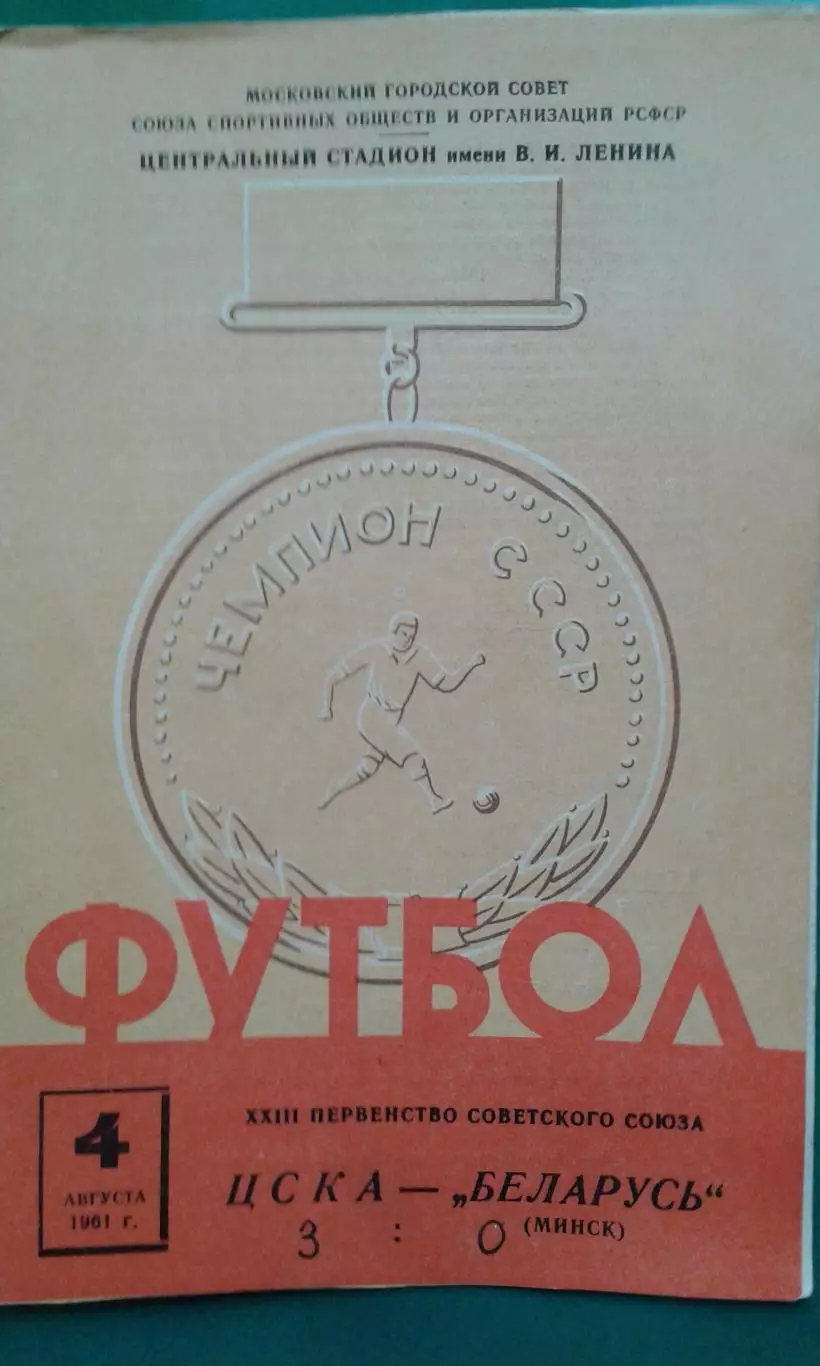 МОСКОВСКИЙ ГОРОДСКОЙ СОВЕТ
СОЮЗА СПОРТИВНЫХ ОБЩЕСТВ И ОРГАНИЗАЦИЙ РСФСР
ЦЕНТРАЛЬНЫЙ СТАДИОН имени В. И. ЛЕНИНА
ЧЕМПИОН СССР
ФУТБОЛ
4
АВГУСТА
1961 г.
XXIII ПЕРВЕНСТВО СОВЕТСКОГО СОЮЗА
ЦСКА — „БЕЛАРУСЬ“
(МИНСК)
3 : 0